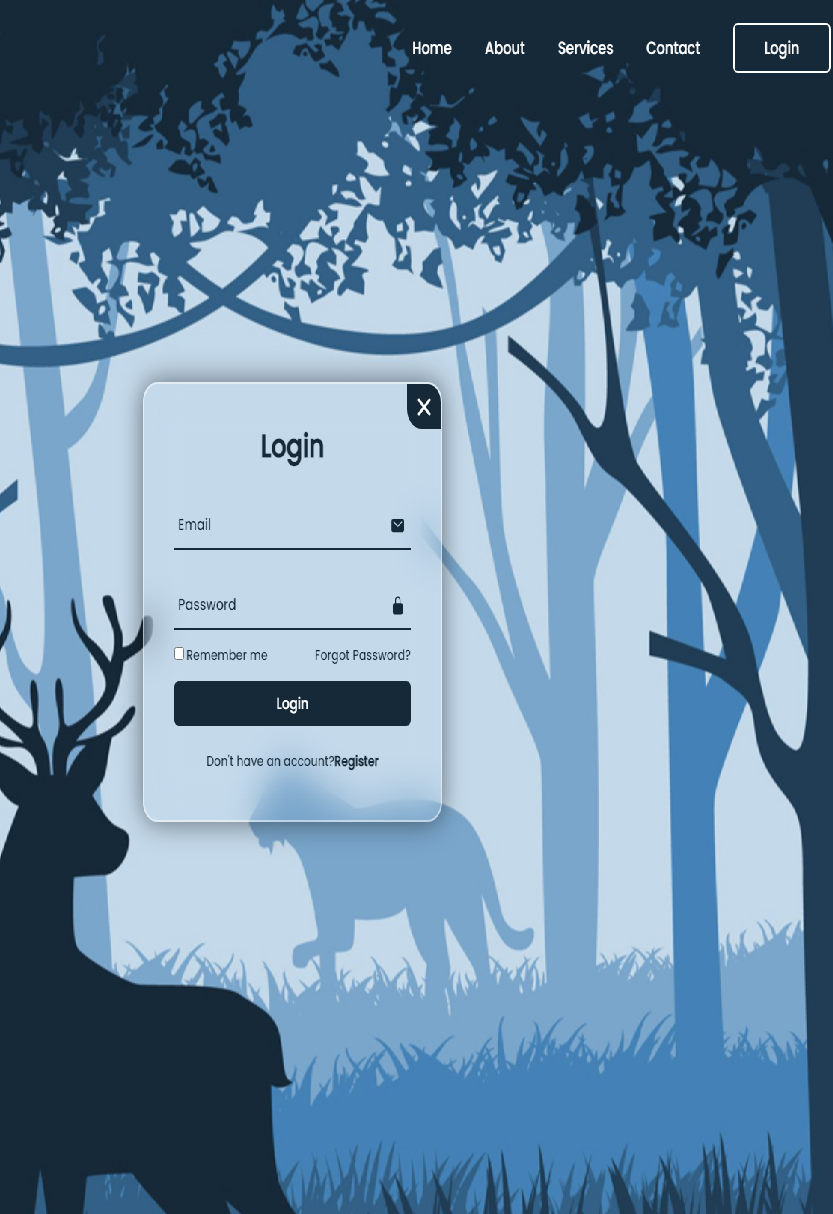 Home About Services Contact Login
X
Login
Email
Password
Remember me Forgot Password?
Login
Don't have an account?Register